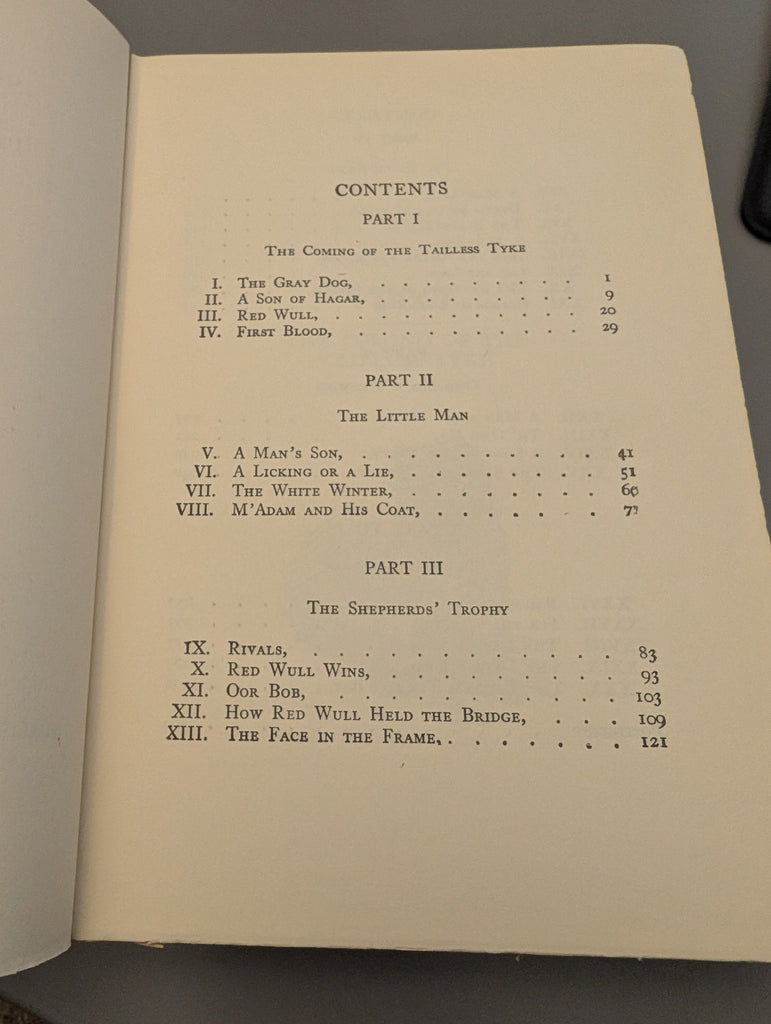 CONTENTS
PART I
The Coming of the Tailless Tyke
I. The Gray Dog, . . . . . . . . . 1
II. A Son of Hagar, . . . . . . . . 9
III. Red Wull, . . . . . . . . . . . 20
IV. First Blood, . . . . . . . . . . 29
PART II
The Little Man
V. A Man's Son, . . . . . . . . . 41
VI. A Licking or a Lie, . . . . . . . 51
VII. The White Winter, . . . . . . . 60
VIII. M'Adam and His Coat, . . . . . .
PART III
The Shepherds' Trophy
IX. Rivals, . . . . . . . . . . . 83
X. Red Wull Wins, . . . . . . . . 93
XI. Oor Bob, . . . . . . . . . . 103
XII. How Red Wull Held the Bridge, . . . 109
XIII. The Face in the Frame, . . . . . . . 121